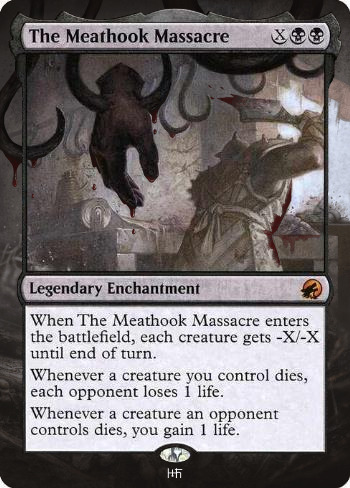 The Meathook Massacre X
Legendary Enchantment
When The Meathook Massacre enters
the battlefield, each creature gets -X/-X
until end of turn.
Whenever a creature you control dies,
each opponent loses 1 life.
Whenever a creature an opponent
controls dies, you gain 1 life.